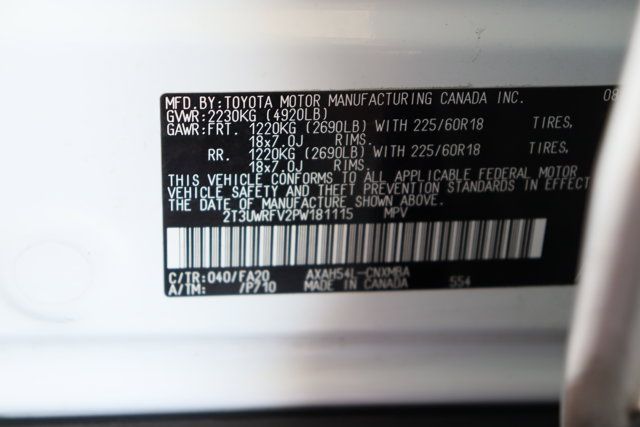 MFD. BY: TOYOTA MOTOR MANUFACTURING CANADA INC. 08
GVWR: 2230KG (4920LB)
GAWR: FRT. 1220KG (2690LB) WITH 225/60R18 TIRES,
18x7.0J RIMS.
RR. 1220KG (2690LB) WITH 225/60R18 TIRES,
18x7.0J RIMS.
THIS VEHICLE CONFORMS TO ALL APPLICABLE FEDERAL MOTOR
VEHICLE SAFETY AND THEFT PREVENTION STANDARDS IN EFFECT
THE DATE OF MANUFACTURE SHOWN ABOVE.
2T3UWRFV2PW181115 MPV
C/TR: 040/FA20 AXAH54L-CNXMBA
A/TM: /P710 MADE IN CANADA 554